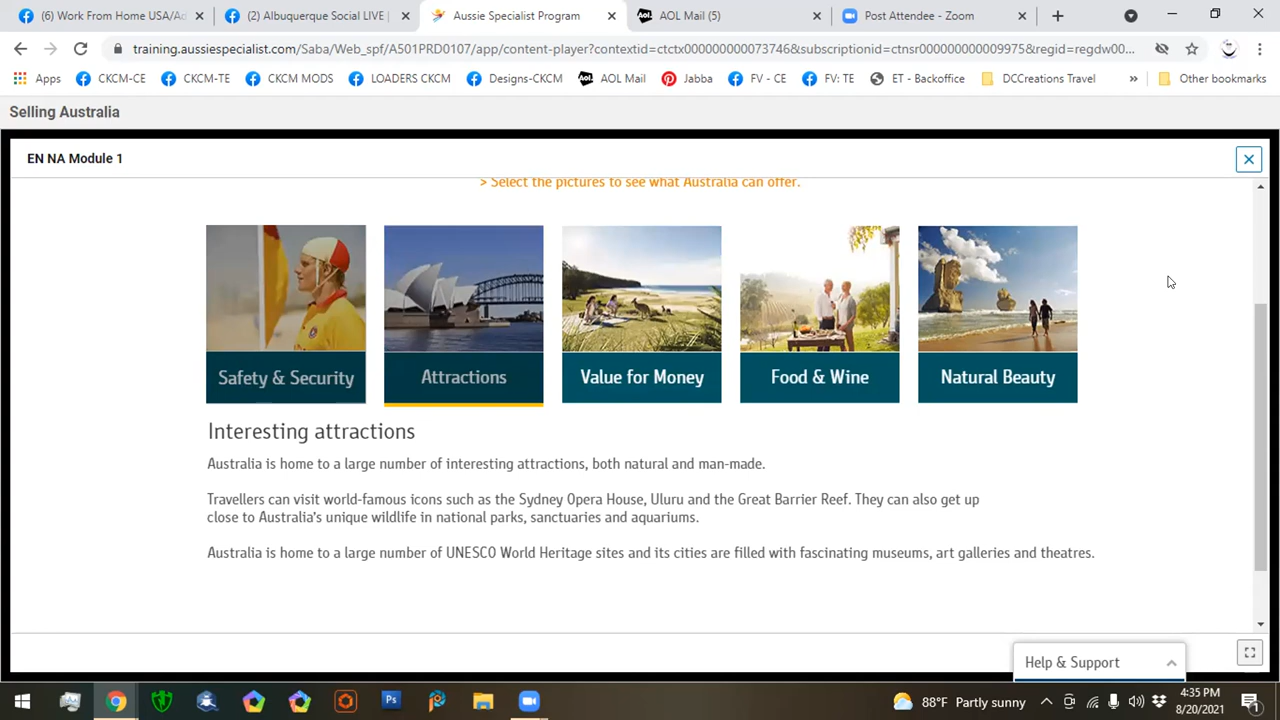 (6) Work From Home USA/Ad
(2) Albuquerque Social LIVE |
Aussie Specialist Program
AOL Mail (5)
Post Attendee - Zoom
training.aussiespecialist.com/Saba/Web_spf/A501PRD0107/app/content-player?contextid=ctctx000000000073746&subscriptionid=ctnsr000000000009975&regid=regdw00...
Apps
CKCM-CE
CKCM-TE
CKCM MODS
LOADERS CKCM
Designs-CKCM
Aol.
AOL Mail
Jabba
FV - CE
FV: TE
ET - Backoffice
DCCreations Travel
»
Other bookmarks
Selling Australia
EN NA Module 1
> Select the pictures to see what Australia can offer.
Safety & Security
Attractions
Value for Money
Food & Wine
Natural Beauty
Interesting attractions
Australia is home to a large number of interesting attractions, both natural and man-made.
Travellers can visit world-famous icons such as the Sydney Opera House, Uluru and the Great Barrier Reef. They can also get up
close to Australia's unique wildlife in national parks, sanctuaries and aquariums.
Australia is home to a large number of UNESCO World Heritage sites and its cities are filled with fascinating museums, art galleries and theatres.
Help & Support
Ps
88°F Partly sunny
4:35 PM
8/20/2021
1